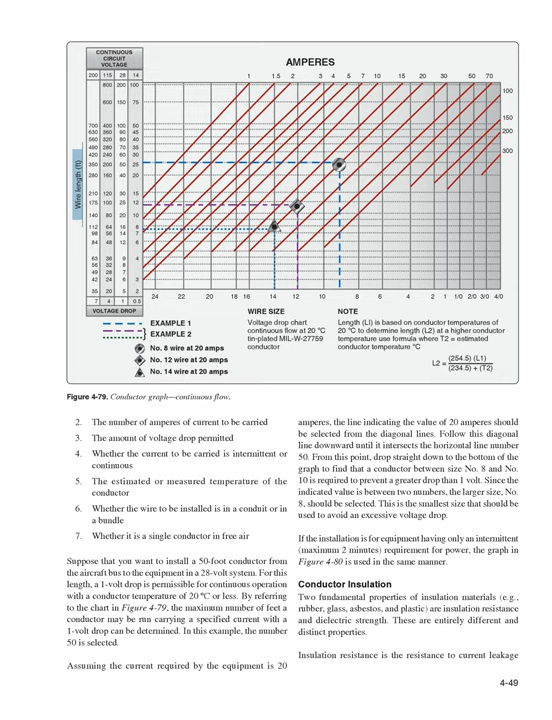 CONTINUOUS
CIRCUIT
VOLTAGE
AMPERES
200 115 28 14
1 1.5 2 3 4 5 7 10 15 20 30 50 70
800 200 100
100
600 150 75
150
700 400 100 50
200
630 360 90 45
560 320 80 40
490 280 70 35
300
420 240 60 30
350 200 50 25
280 160 40 20
Wire length (ft)
210 120 30 15
175 100 25 12
140 80 20 10
112 64 16 8
98 56 14 7
84 48 12 6
63 36 9 4
56 32 8
49 28 7
42 24 6 3
35 20 5 2
7 4 1 0.5
24 22 20 18 16 14 12 10 8 6 4 2 1 1/0 2/0 3/0 4/0
VOLTAGE DROP
EXAMPLE 1
EXAMPLE 2
No. 8 wire at 20 amps
No. 12 wire at 20 amps
No. 14 wire at 20 amps
WIRE SIZE
Voltage drop chart
continuous flow at 20 °C
tin-plated MIL-W-27759
conductor
NOTE
Length (LI) is based on conductor temperatures of
20 °C to determine length (L2) at a higher conductor
temperature use formula where T2 = estimated
conductor temperature °C
L2 = (254.5) (L1)
(234.5) + (T2)
Figure 4-79. Conductor graph—continuous flow.
2. The number of amperes of current to be carried
3. The amount of voltage drop permitted
4. Whether the current to be carried is intermittent or
continuous
5. The estimated or measured temperature of the
conductor
6. Whether the wire to be installed is in a conduit or in
a bundle
7. Whether it is a single conductor in free air
Suppose that you want to install a 50-foot conductor from
the aircraft bus to the equipment in a 28-volt system. For this
length, a 1-volt drop is permissible for continuous operation
with a conductor temperature of 20 °C or less. By referring
to the chart in Figure 4-79, the maximum number of feet a
conductor may be run carrying a specified current with a
1-volt drop can be determined. In this example, the number
50 is selected.
Assuming the current required by the equipment is 20
amperes, the line indicating the value of 20 amperes should
be selected from the diagonal lines. Follow this diagonal
line downward until it intersects the horizontal line number
50. From this point, drop straight down to the bottom of the
graph to find that a conductor between size No. 8 and No.
10 is required to prevent a greater drop than 1 volt. Since the
indicated value is between two numbers, the larger size, No.
8, should be selected. This is the smallest size that should be
used to avoid an excessive voltage drop.
If the installation is for equipment having only an intermittent
(maximum 2 minutes) requirement for power, the graph in
Figure 4-80 is used in the same manner.
Conductor Insulation
Two fundamental properties of insulation materials (e.g.,
rubber, glass, asbestos, and plastic) are insulation resistance
and dielectric strength. These are entirely different and
distinct properties.
Insulation resistance is the resistance to current leakage
4-49